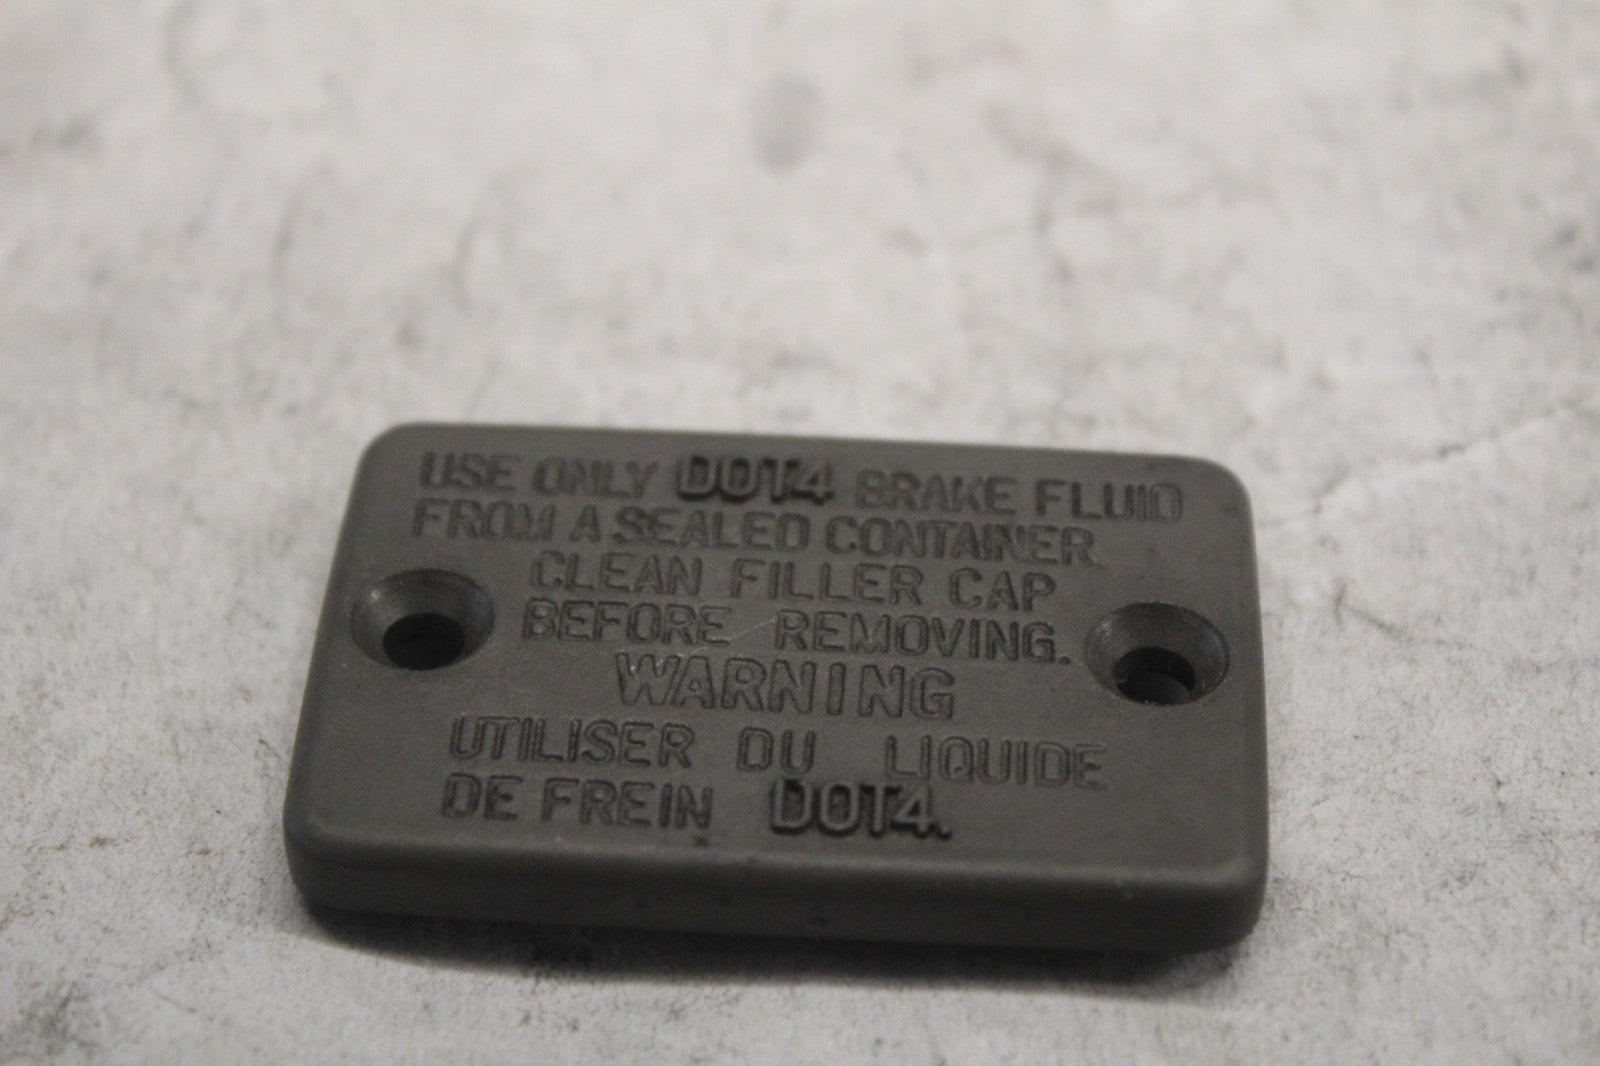 USE ONLY DOT4 BRAKE FLUID
FROM A SEALED CONTAINER.
CLEAN FILLER CAP
BEFORE REMOVING.
WARNING
UTILISER DU LIQUIDE
DE FREIN DOT4.